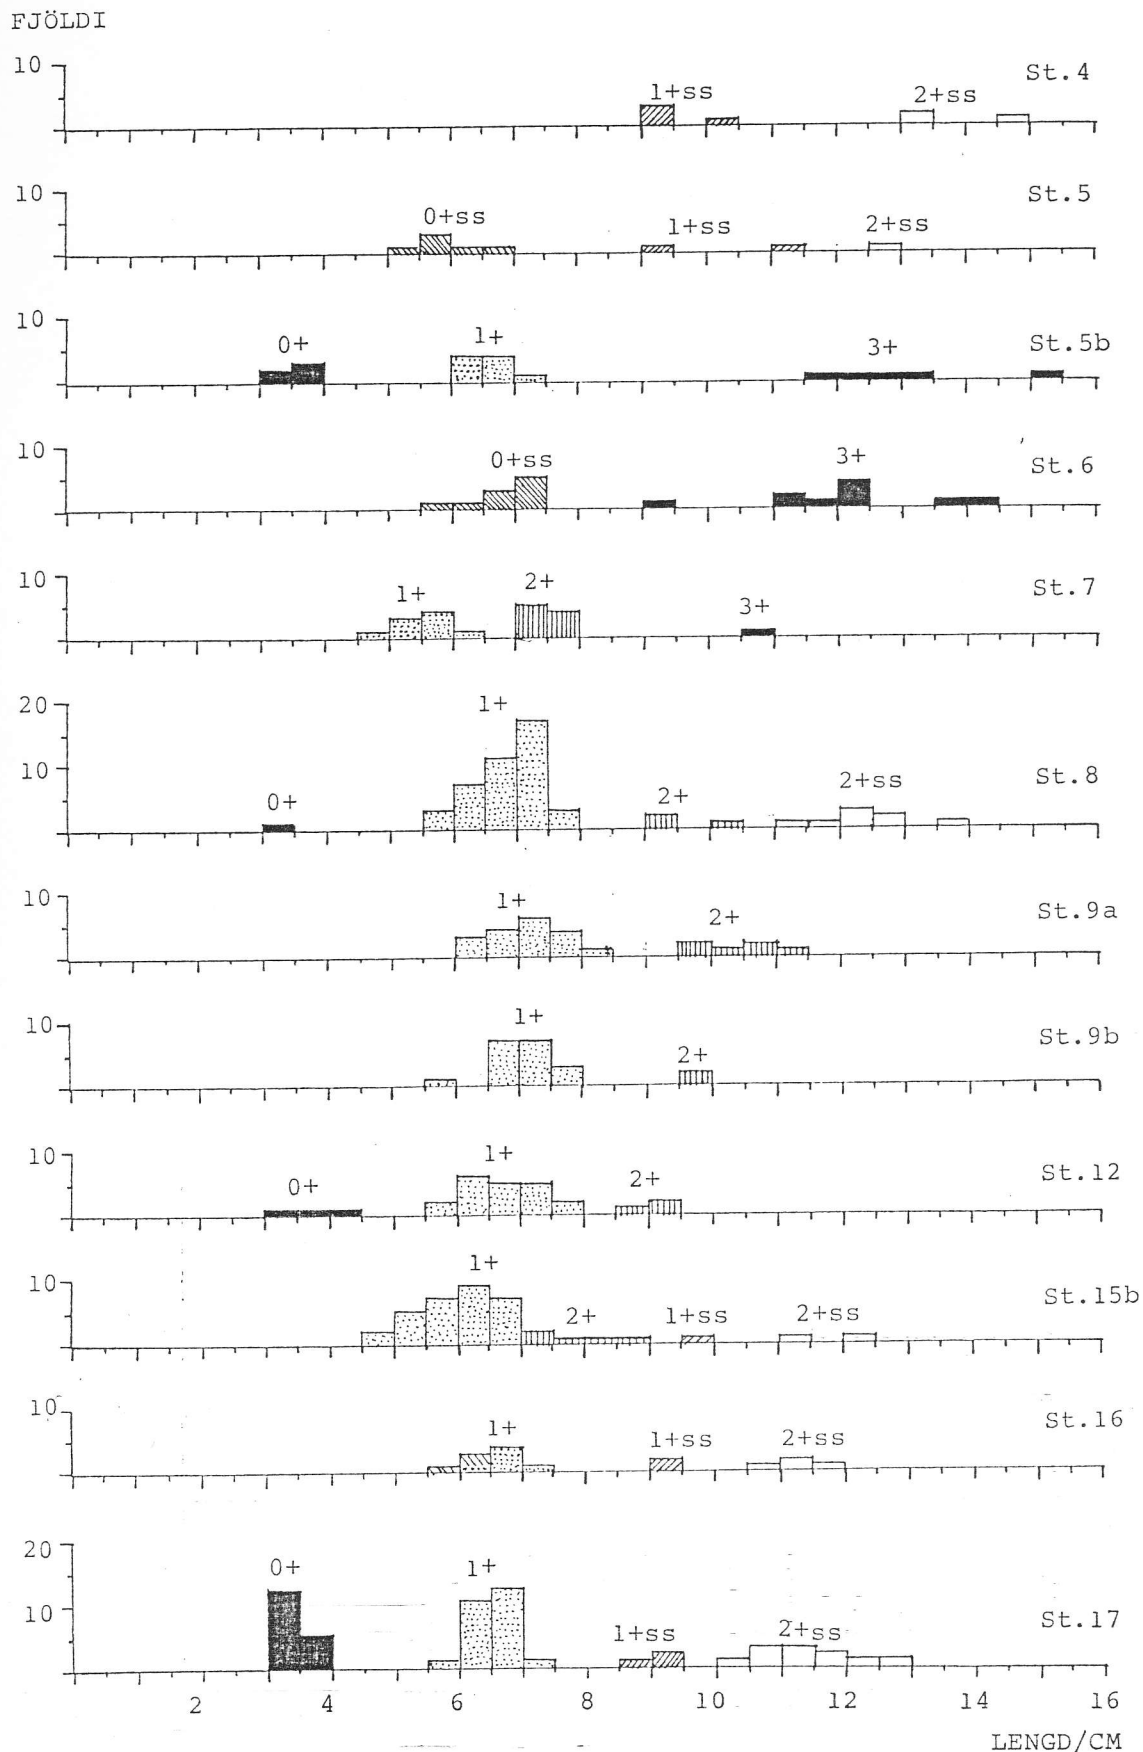 FJÖLDI
10 1+ss 2+ss St.4
10 0+ss 1+ss 2+ss St.5
10 0+ 1+ 3+ St.5b
10 0+ss 3+ St.6
10 1+ 2+ 3+ St.7
20 1+
10 0+ 2+ 2+ss St.8
10 1+ 2+ St.9a
10 1+ 2+ St.9b
10 0+ 1+ 2+ St.12
10 1+ 2+ 1+ss 2+ss St.15b
10 1+ 1+ss 2+ss St.16
20 0+ 1+
10 1+ss 2+ss St.17
2 4 6 8 10 12 14 16
LENGD/CM